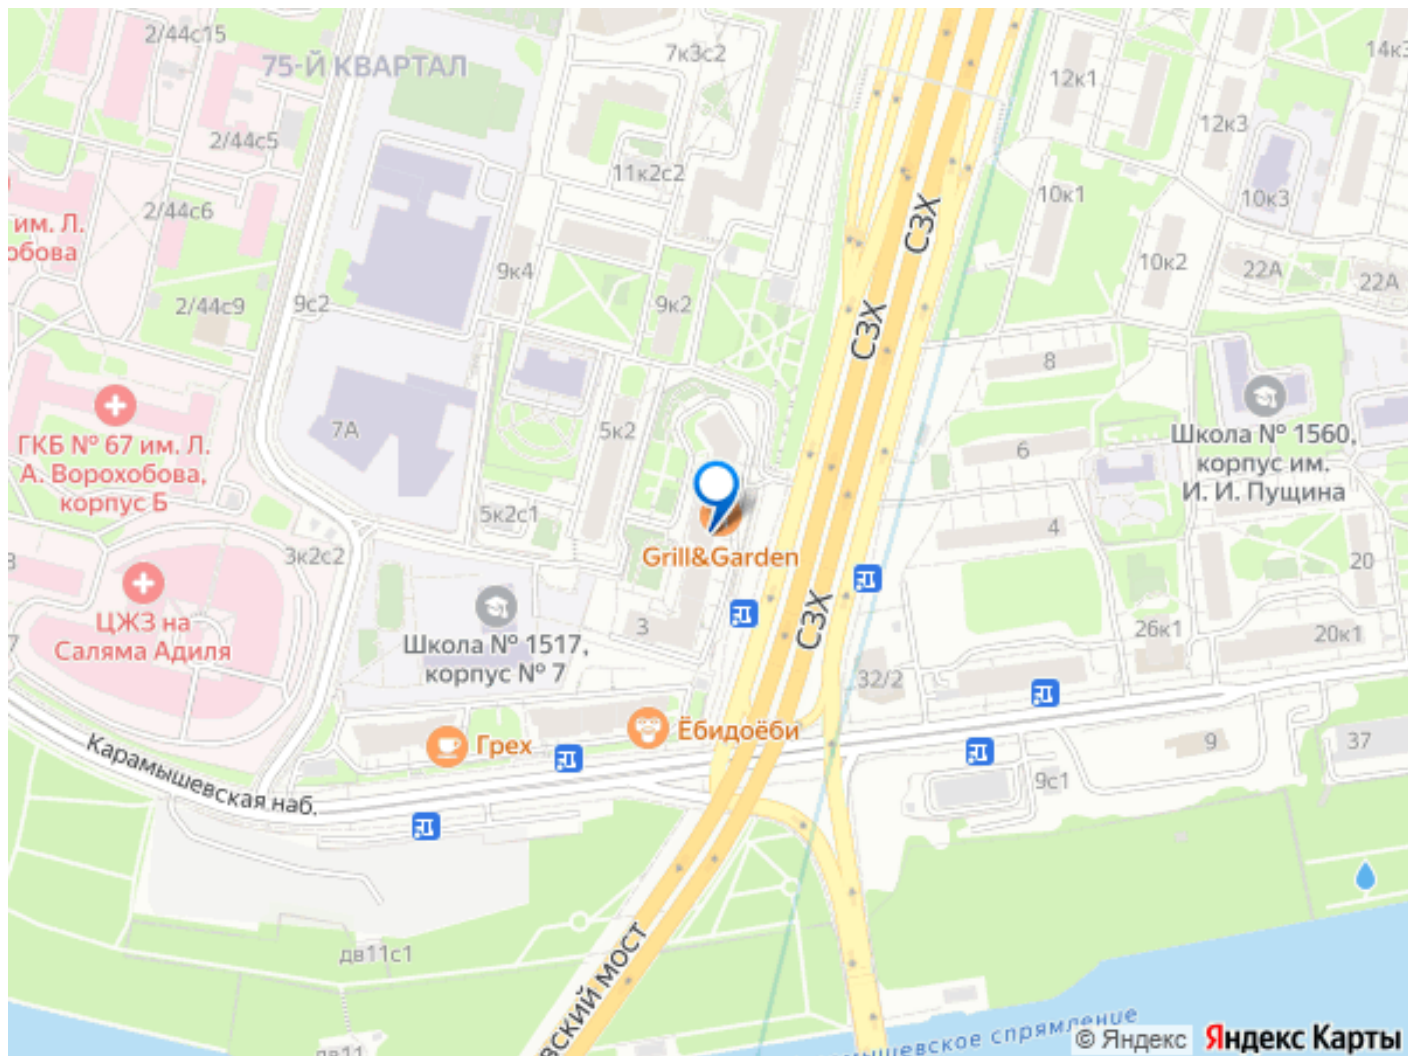 2/44с15
75-Й КВАРТАЛ
7к3с2
14к3
12к1
2/44с5
12к3
11к2с2
2/44с6
10к1
10к3
им. Л.
обова
СЗХ
9к4
10к2
22А
22А
2/44с9
9с2
9к2
СЗХ
8
ГКБ № 67 им. Л.
А. Ворохобова,
корпус Б
7А
5к2
6
Школа № 1560,
корпус им.
И. И. Пущина
5к2с1
4
3к2с2
Grill&Garden
20
ЦЖЗ на
Саляма Адиля
Школа № 1517,
корпус № 7
3
СЗХ
26к1
20к1
32/2
Грех
Ёбидоёби
9
37
Карамышевская наб.
9с1
дв11с1
ВСКИЙ МОСТ
дв11
мышевское спрямление
© Яндекс
Яндекс Карты